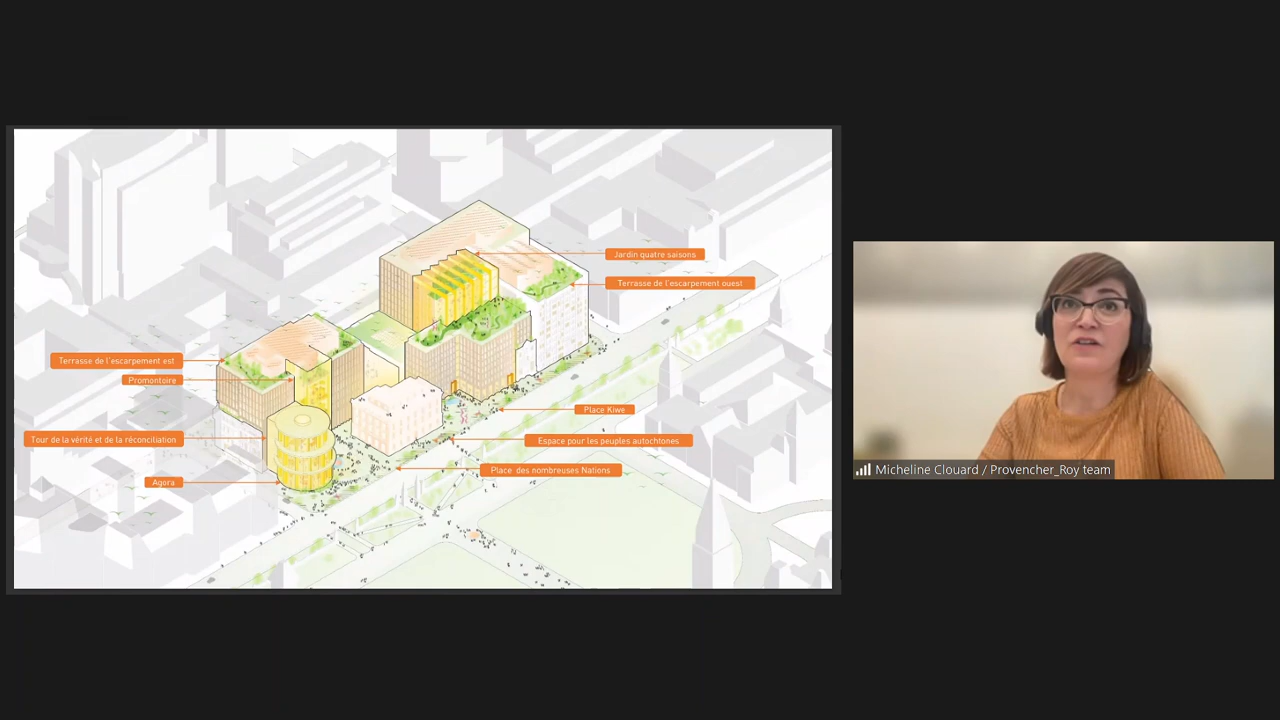 Jardin quatre saisons
Terrasse de l'escarpement ouest
Terrasse de l'escarpement est
Promontoire
Place Kiwe
Tour de la vérité et de la réconciliation
Espace pour les peuples autochtones
Place des nombreuses Nations
Agora
Micheline Clouard / Provencher_Roy team